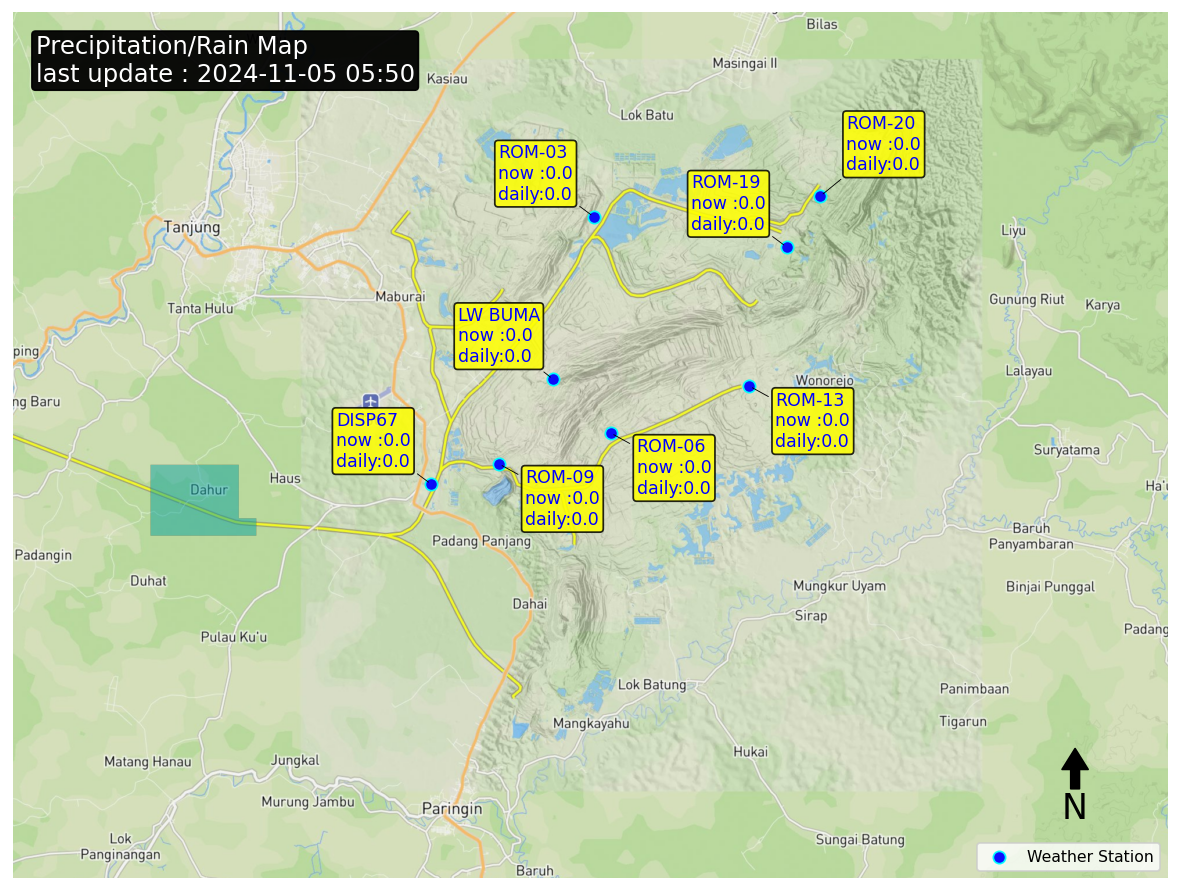 Precipitation/Rain Map
last update : 2024-11-05 05:50
Bilas
Masingai II
Kasiau
Lok Batu
ROM-20
now :0.0
daily:0.0
ROM-03
now :0.0
daily:0.0
ROM-19
now :0.0
daily:0.0
Tanjung
Liyu
Maburai
Tanta Hulu
Gunung Riut
Karya
LW BUMA
now :0.0
daily:0.0
ping
Lalayau
Wonorejo
ng Baru
ROM-13
now :0.0
daily:0.0
DISP67
now :0.0
daily:0.0
ROM-06
now :0.0
daily:0.0
Suryatama
ROM-09
now :0.0
daily:0.0
Haus
Dahur
Ha'u
Baruh
Panyambaran
Padang Panjang
Padangin
Duhat
Mungkur Uyam
Binjai Punggal
Dahai
Sirap
Pulau Ku'u
Padang
Lok Batung
Panimbaan
Mangkayahu
Tigarun
Hukai
Matang Hanau
Jungkal
Murung Jambu
Paringin
N
Lok
Panginangan
Sungai Batung
Baruh
Weather Station